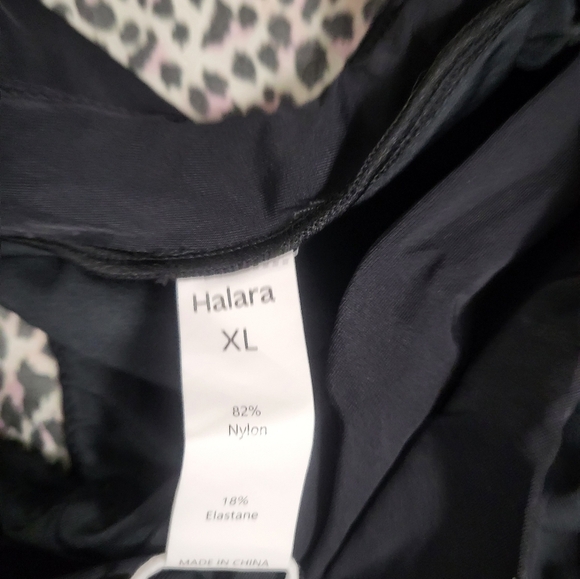 Halara
XL
82%
Nylon
18%
Elastane
MADE IN CHINA